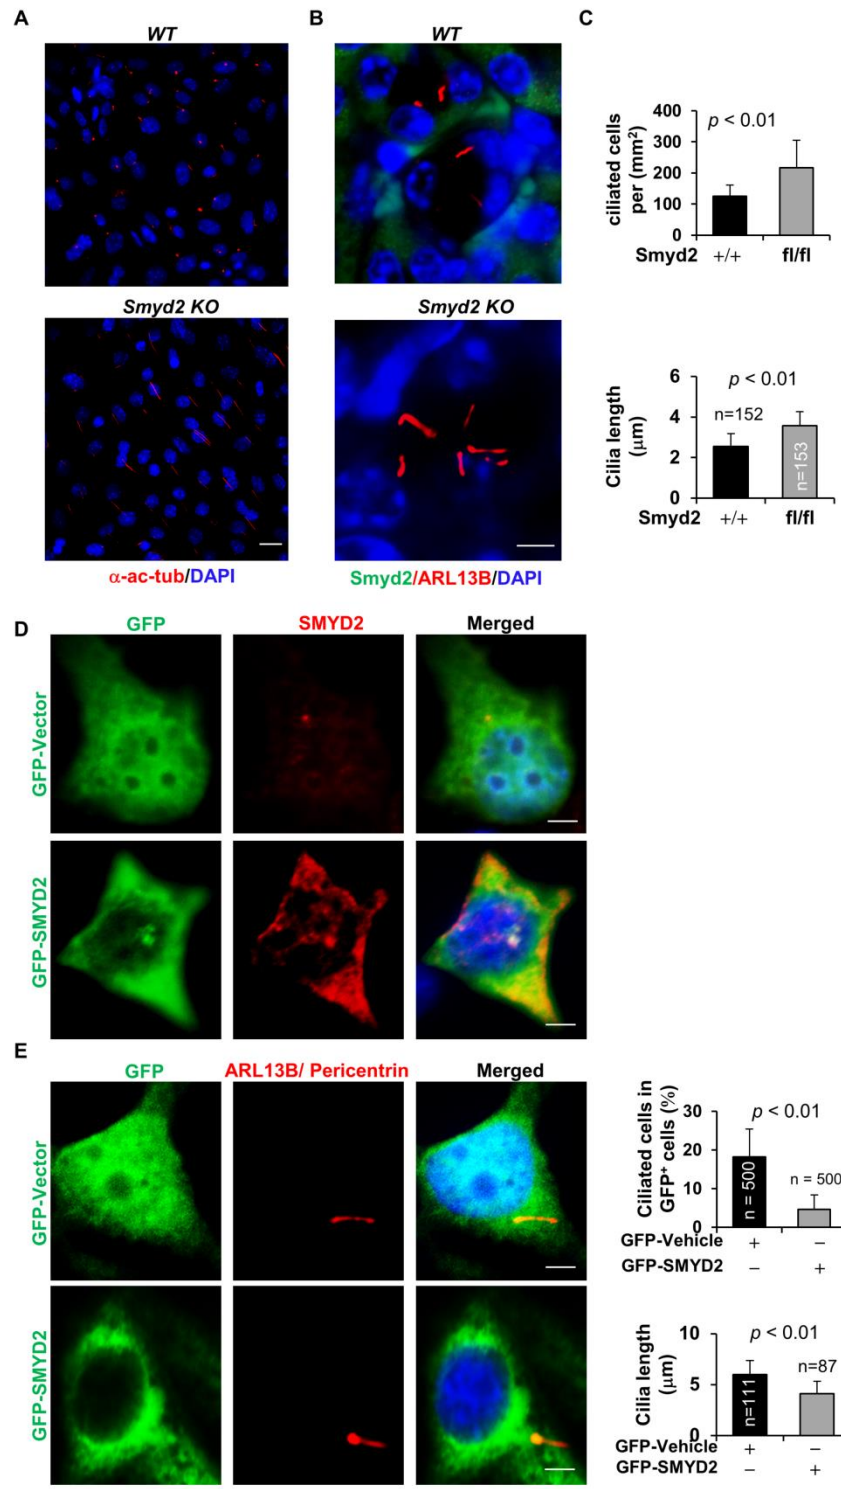 A
WT
Smyd2 KO
α-ac-tub/DAPI
B
WT
Smyd2 KO
Smyd2/ARL13B/DAPI
C
ciliated cells
per (mm²)
400
300
200
100
0
p < 0.01
Smyd2 +/+ fl/fl
Cilia length
(μm)
6
4
2
0
p < 0.01
n=152
n=153
Smyd2 +/+ fl/fl
D
GFP SMYD2 Merged
GFP-Vector
GFP-SMYD2
E
GFP ARL13B/ Pericentrin Merged
GFP-Vector
GFP-SMYD2
Ciliated cells in
GFP⁺ cells (%)
30
20
10
0
p < 0.01
n = 500
n = 500
GFP-Vehicle + –
GFP-SMYD2 – +
Cilia length
(μm)
10
5
0
p < 0.01
n=111
n=87
GFP-Vehicle + –
GFP-SMYD2 – +